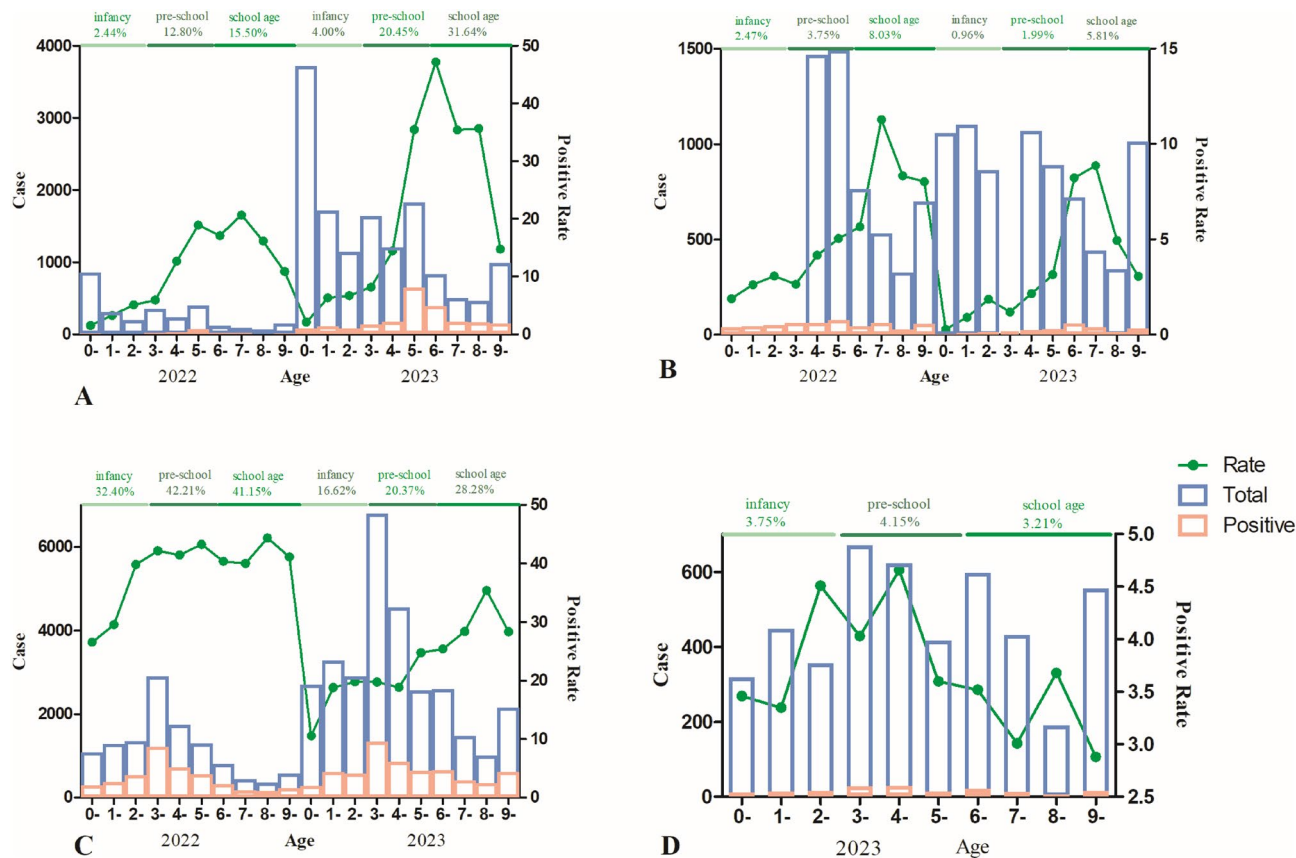 infancy pre-school school age infancy pre-school school age
2.44% 12.80% 15.50% 4.00% 20.45% 31.64%
4000
3000
2000
1000
0
Case
50
40
30
20
10
0
Positive Rate
0- 1- 2- 3- 4- 5- 6- 7- 8- 9- 0- 1- 2- 3- 4- 5- 6- 7- 8- 9-
2022 Age 2023
A
infancy pre-school school age infancy pre-school school age
2.47% 3.75% 8.03% 0.96% 1.99% 5.81%
1500
1000
500
0
Case
15
10
5
0
Positive Rate
0- 1- 2- 3- 4- 5- 6- 7- 8- 9- 0- 1- 2- 3- 4- 5- 6- 7- 8- 9-
2022 Age 2023
B
infancy pre-school school age infancy pre-school school age
32.40% 42.21% 41.15% 16.62% 20.37% 28.28%
6000
4000
2000
0
Case
50
40
30
20
10
0
Positive Rate
0- 1- 2- 3- 4- 5- 6- 7- 8- 9- 0- 1- 2- 3- 4- 5- 6- 7- 8- 9-
2022 Age 2023
C
infancy pre-school school age
3.75% 4.15% 3.21%
600
400
200
0
Case
5.0
4.5
4.0
3.5
3.0
2.5
Positive Rate
0- 1- 2- 3- 4- 5- 6- 7- 8- 9-
2023 Age
D
Rate
Total
Positive